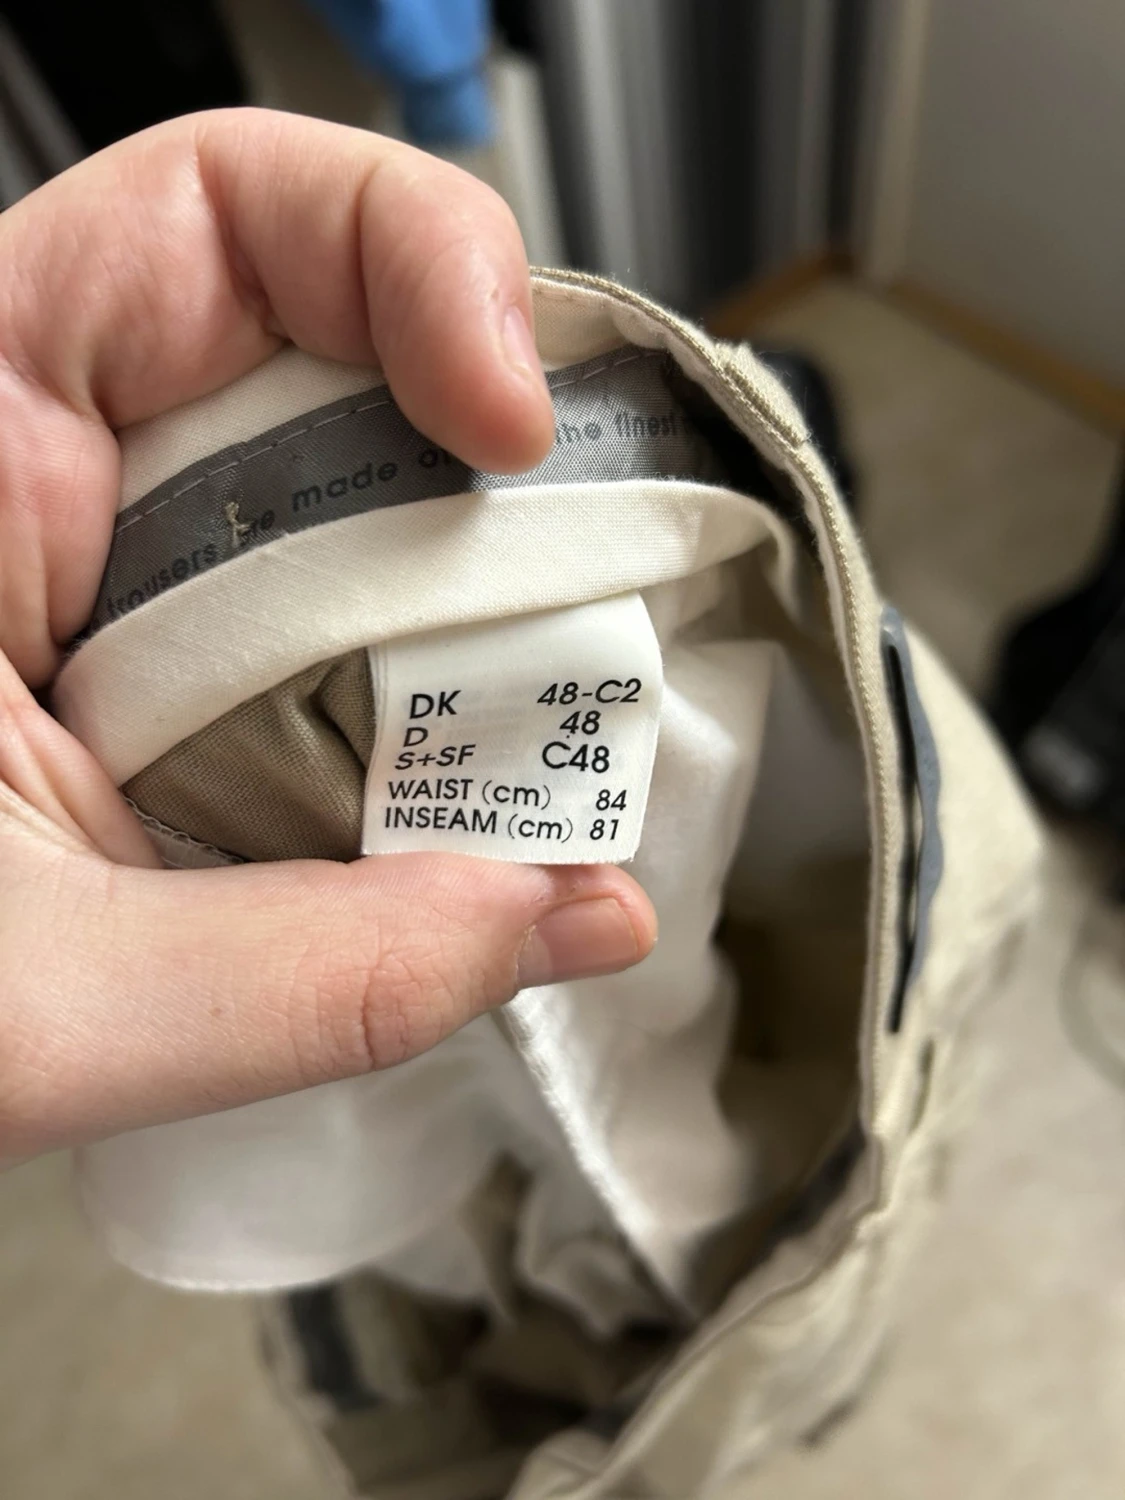 trousers are made of the finest
DK 48-C2
D 48
S+SF C48
WAIST (cm) 84
INSEAM (cm) 81